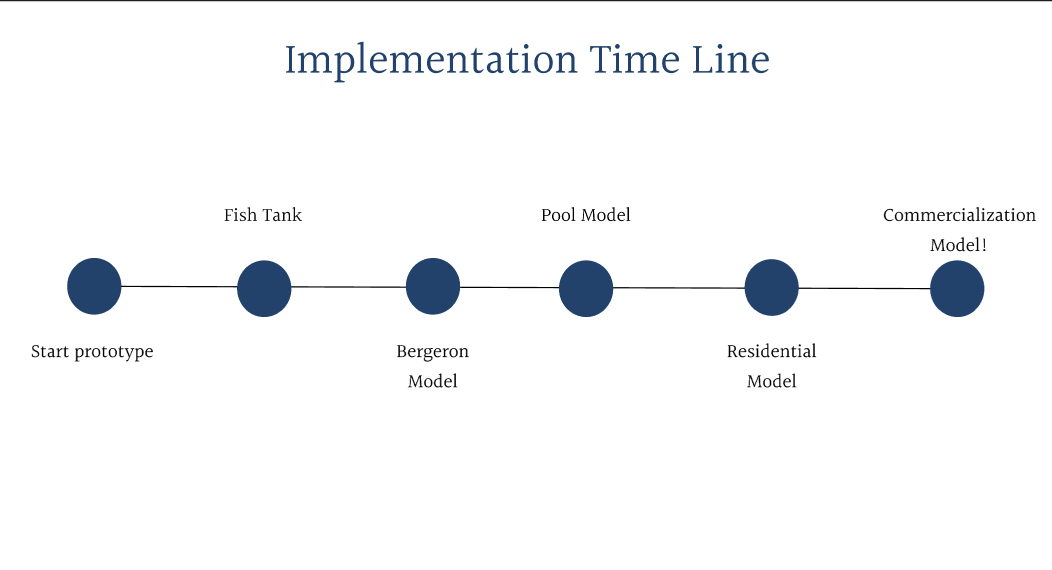 Implementation Time Line
Fish Tank
Pool Model
Commercialization
Model!
Start prototype
Bergeron
Model
Residential
Model